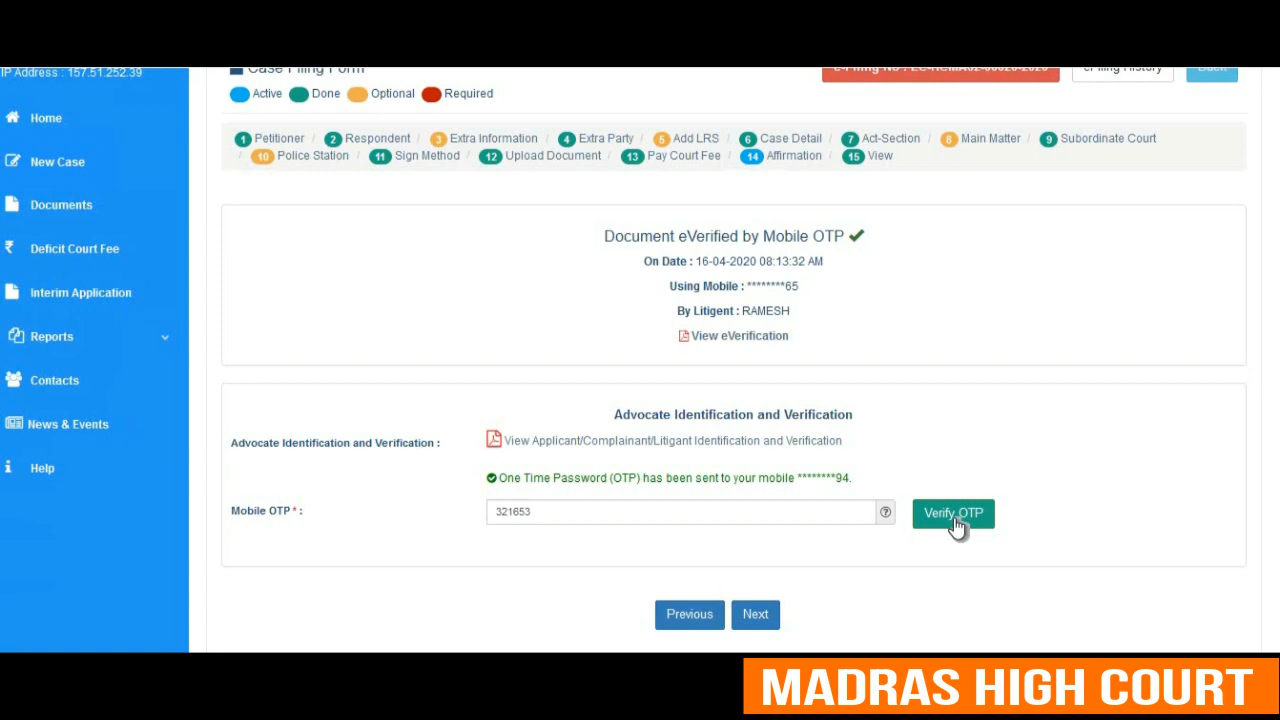 IP Address : 157.51.252.39
Case Filing Form
eFiling History
Back
Active Done Optional Required
Home
New Case
Documents
Deficit Court Fee
Interim Application
Reports
Contacts
News & Events
Help
1 Petitioner / 2 Respondent / 3 Extra Information / 4 Extra Party / 5 Add LRS / 6 Case Detail / 7 Act-Section / 8 Main Matter / 9 Subordinate Court
/ 10 Police Station / 11 Sign Method / 12 Upload Document / 13 Pay Court Fee / 14 Affirmation / 15 View
Document eVerified by Mobile OTP
On Date : 16-04-2020 08:13:32 AM
Using Mobile : ********65
By Litigent : RAMESH
View eVerification
Advocate Identification and Verification
Advocate Identification and Verification :
View Applicant/Complainant/Litigant Identification and Verification
One Time Password (OTP) has been sent to your mobile ********94.
Mobile OTP * :
321653
Verify OTP
Previous
Next
MADRAS HIGH COURT